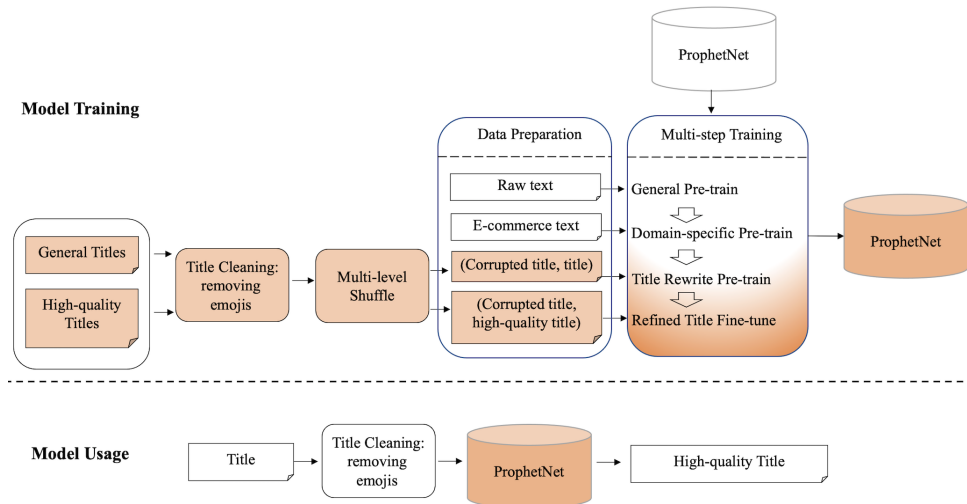 ProphetNet
Model Training
Data Preparation
Multi-step Training
Raw text
General Pre-train
E-commerce text
Domain-specific Pre-train
ProphetNet
General Titles
High-quality
Titles
Title Cleaning:
removing
emojis
Multi-level
Shuffle
(Corrupted title, title)
Title Rewrite Pre-train
(Corrupted title,
high-quality title)
Refined Title Fine-tune
Model Usage
Title
Title Cleaning:
removing
emojis
ProphetNet
High-quality Title